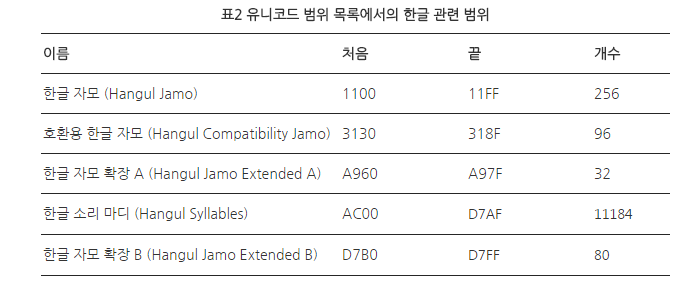 표2 유니코드 범위 목록에서의 한글 관련 범위
이름 처음 끝 개수
한글 자모 (Hangul Jamo) 1100 11FF 256
호환용 한글 자모 (Hangul Compatibility Jamo) 3130 318F 96
한글 자모 확장 A (Hangul Jamo Extended A) A960 A97F 32
한글 소리 마디 (Hangul Syllables) AC00 D7AF 11184
한글 자모 확장 B (Hangul Jamo Extended B) D7B0 D7FF 80